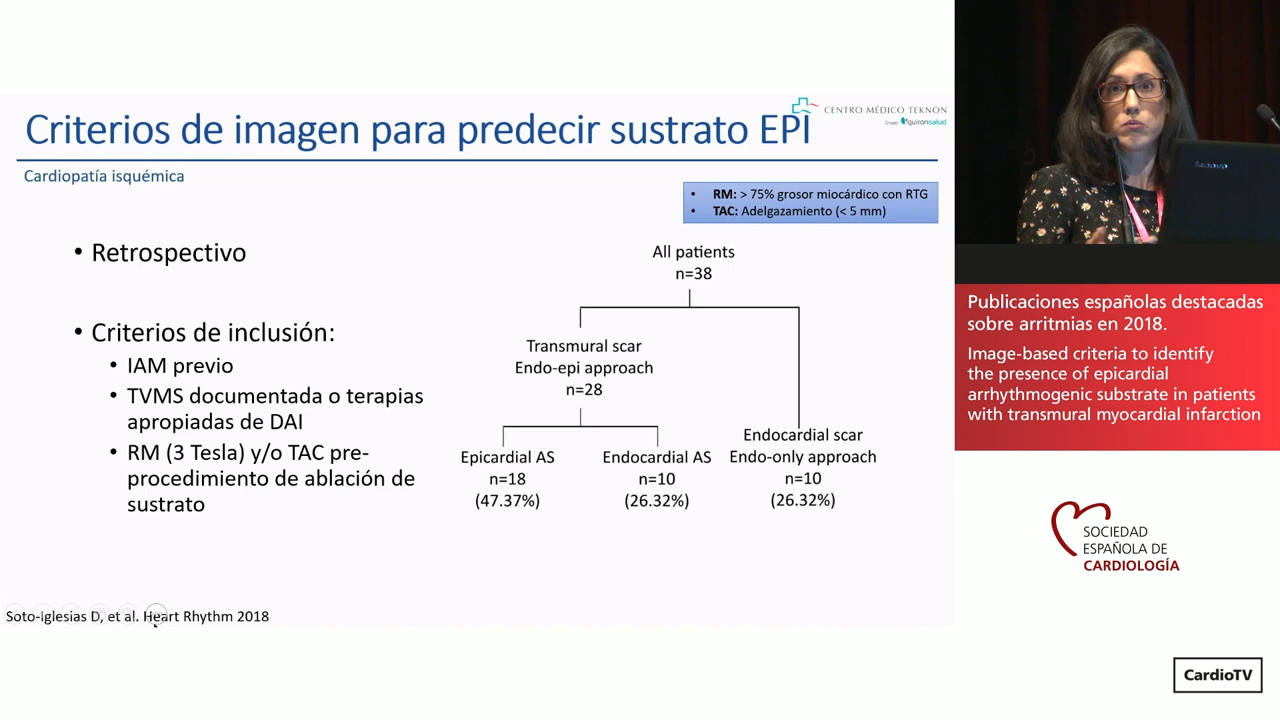 Criterios de imagen para predecir sustrato EPI
CENTRO MÉDICO TEKNON
Grupo quironsalud
Cardiopatía isquémica
• RM: > 75% grosor miocárdico con RTG
• TAC: Adelgazamiento (< 5 mm)
• Retrospectivo
• Criterios de inclusión:
• IAM previo
• TVMS documentada o terapias
apropiadas de DAI
• RM (3 Tesla) y/o TAC pre-
procedimiento de ablación de
sustrato
All patients
n=38
Transmural scar
Endo-epi approach
n=28
Epicardial AS
n=18
(47.37%)
Endocardial AS
n=10
(26.32%)
Endocardial scar
Endo-only approach
n=10
(26.32%)
Soto-Iglesias D, et al. Heart Rhythm 2018
lenovo
Publicaciones españolas destacadas
sobre arritmias en 2018.
Image-based criteria to identify
the presence of epicardial
arrhythmogenic substrate in patients
with transmural myocardial infarction
SOCIEDAD
ESPAÑOLA DE
CARDIOLOGÍA
CardioTV